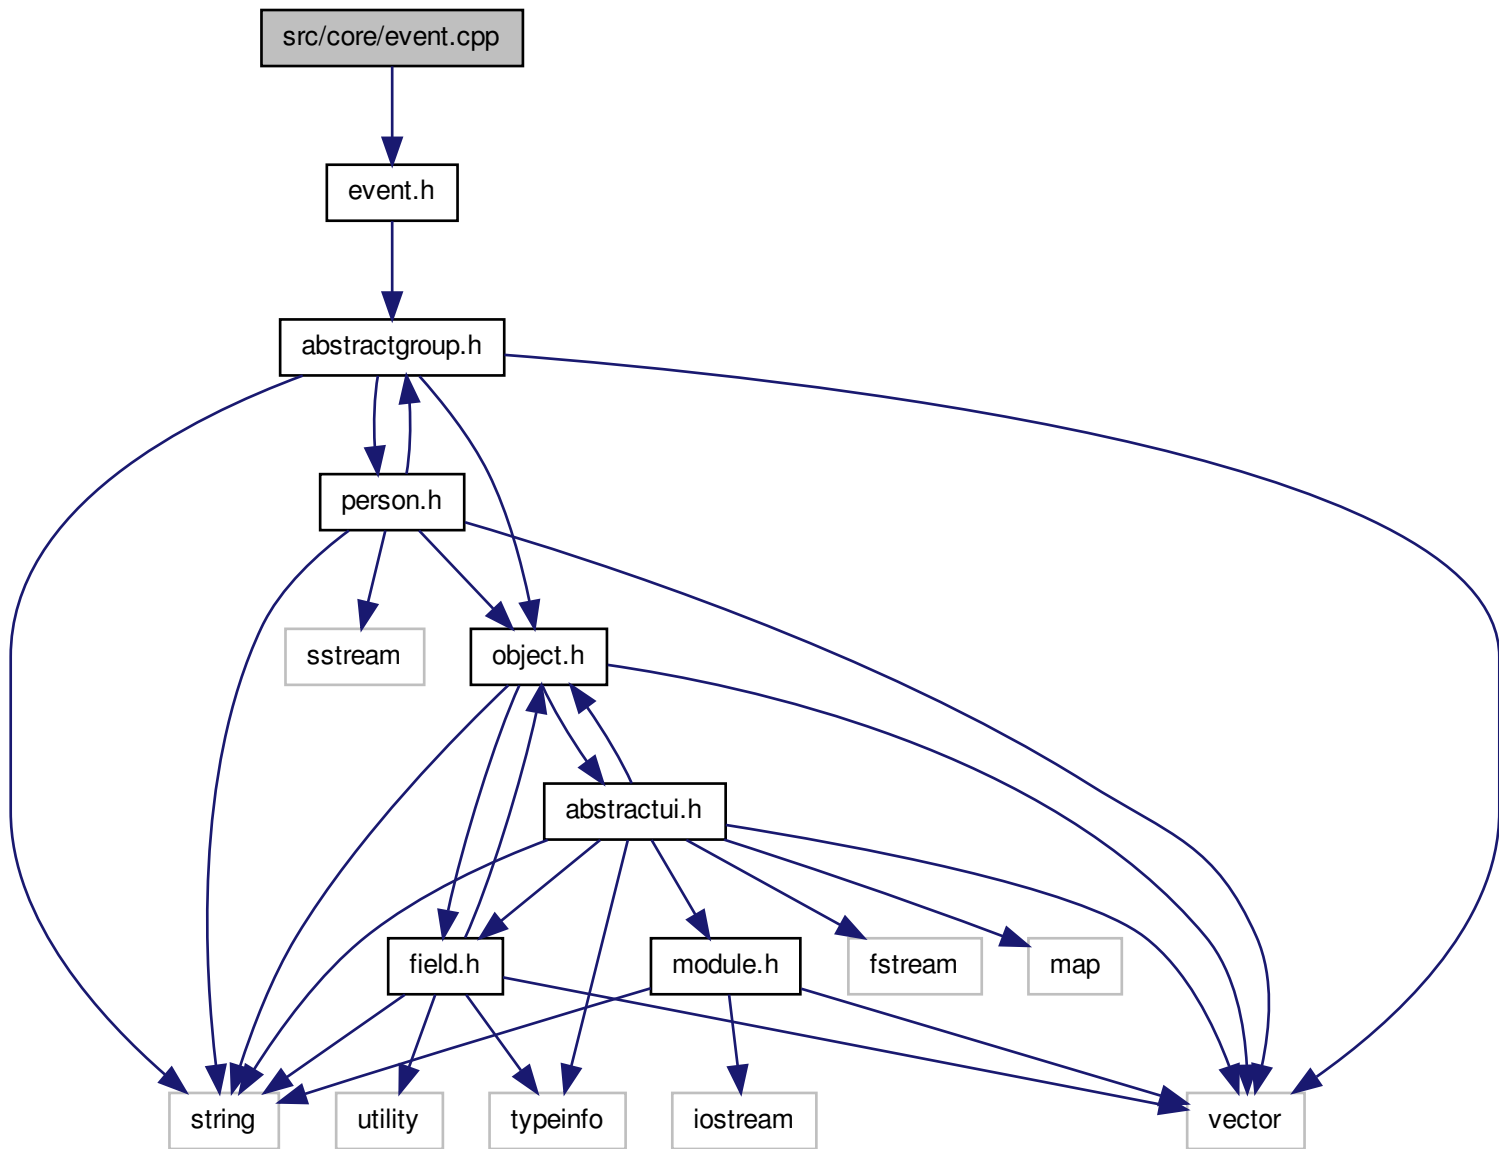 src/core/event.cpp
event.h
abstractgroup.h
person.h
sstream
object.h
abstractui.h
field.h
module.h
fstream
map
string
utility
typeinfo
iostream
vector